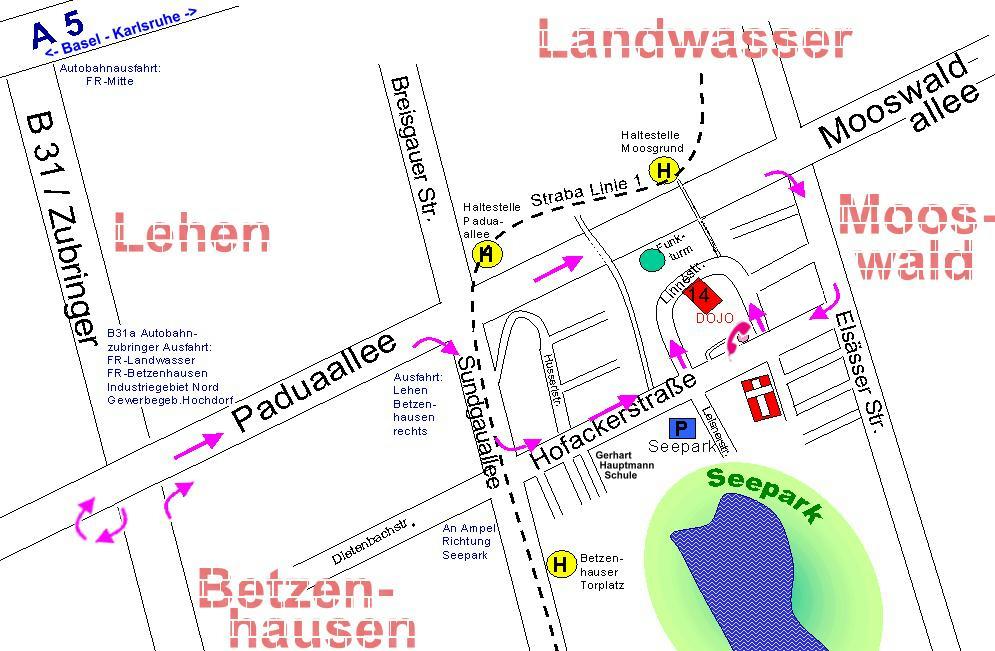 A 5
<- Basel - Karlsruhe ->
Autobahnausfahrt:
FR-Mitte
Landwasser
Mooswald-
allee
B 31 / Zubringer
Breisgauer Str.
Haltestelle
Moosgrund
H
Straba Linie 1
Haltestelle
Padua-
allee
H
Lehen
Moos-
wald
Funk-
turm
Linnestr.
14
DOJO
B31a Autobahn-
zubringer Ausfahrt:
FR-Landwasser
FR-Betzenhausen
Industriegebiet Nord
Gewerbegeb.Hochdorf
Paduaallee
Ausfahrt:
Lehen
Betzen-
hausen
rechts
Sundgauallee
Husserlstr.
Elsässer Str.
Hofackerstraße
P
Seepark
Leisnerstr.
Gerhart
Hauptmann
Schule
Seepark
Dietenbachstr.
An Ampel
Richtung
Seepark
H
Betzen-
hauser
Torplatz
Betzen-
hausen